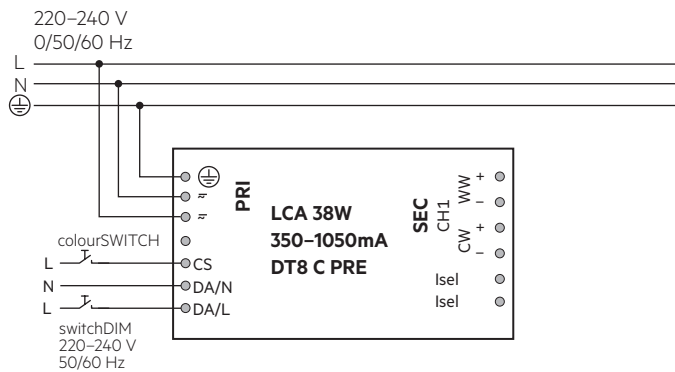 220–240 V
0/50/60 Hz
L
N
PRI
LCA 38W
350–1050mA
DT8 C PRE
SEC
CH1
WW
+
–
CW
+
–
Isel
Isel
colourSWITCH
L
CS
N
DA/N
L
DA/L
switchDIM
220–240 V
50/60 Hz